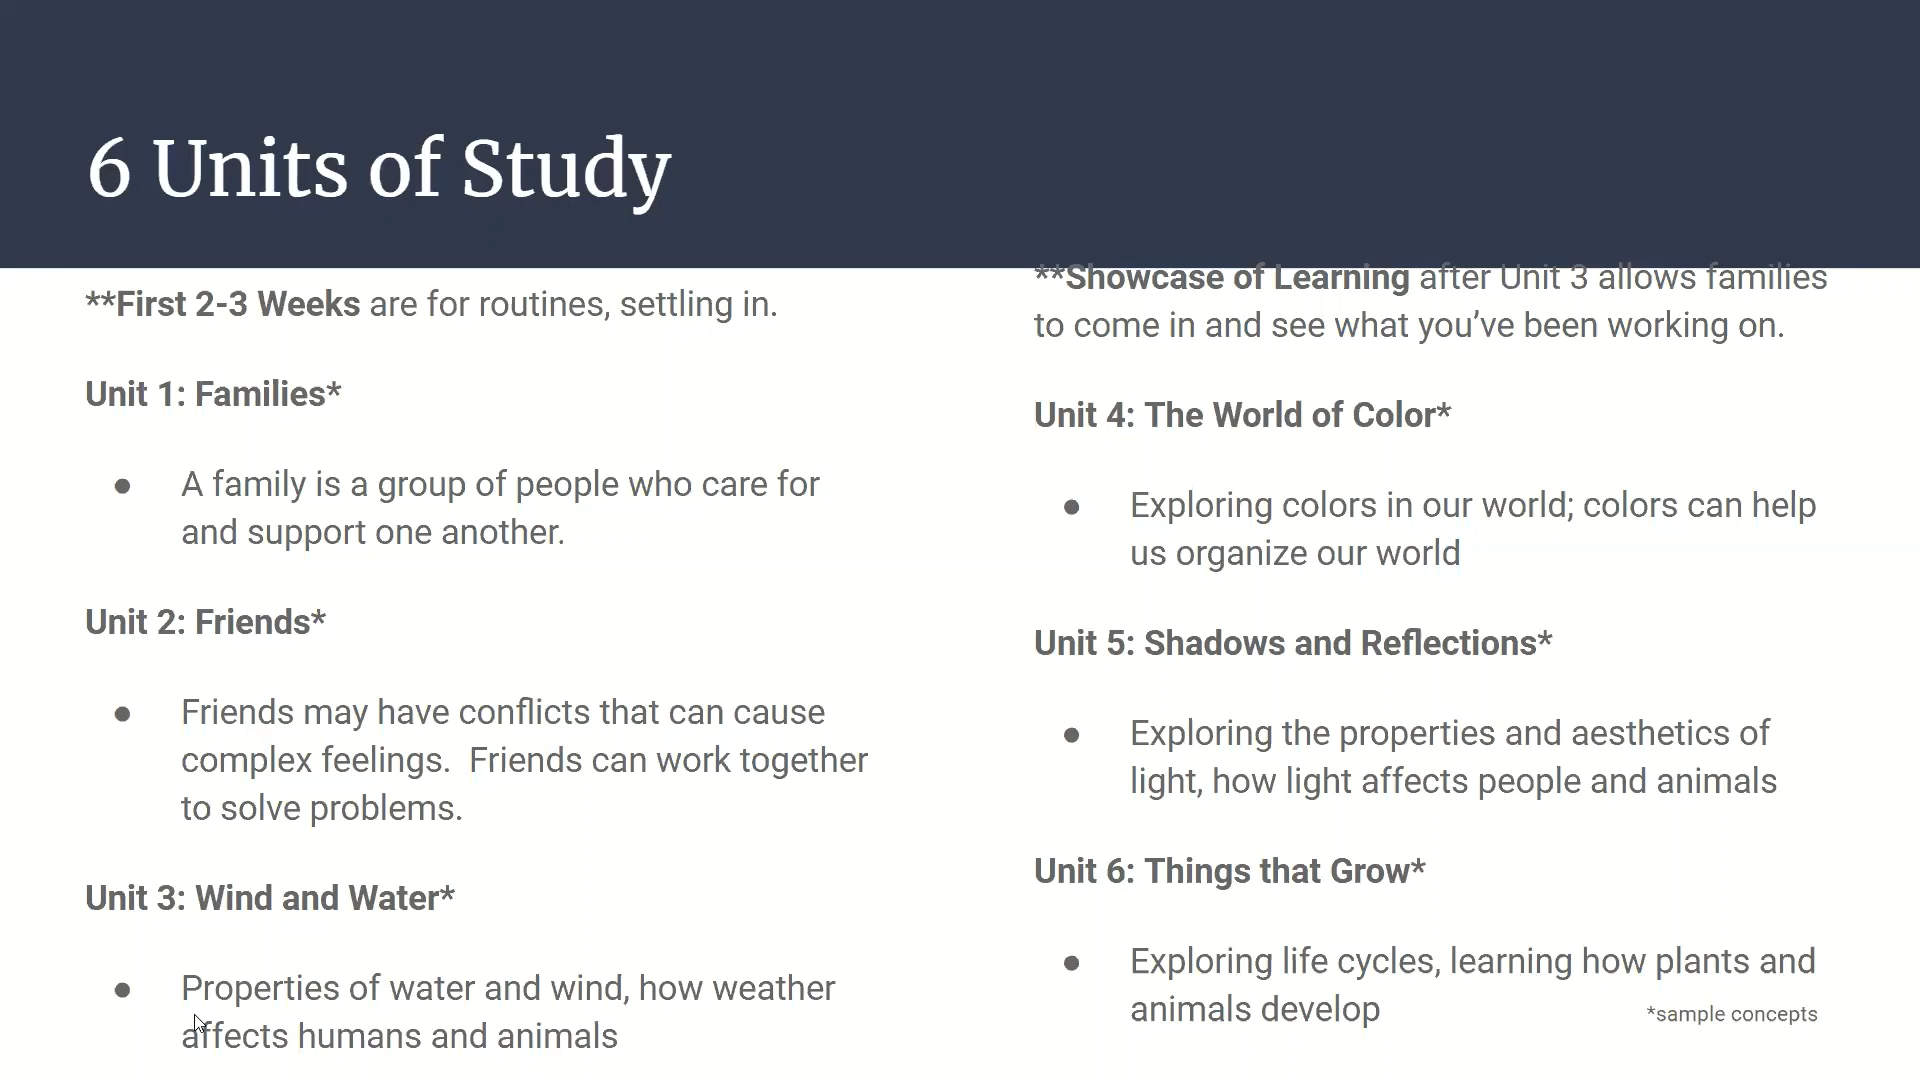 6 Units of Study
**First 2-3 Weeks are for routines, settling in.
Unit 1: Families*
● A family is a group of people who care for
and support one another.
Unit 2: Friends*
● Friends may have conflicts that can cause
complex feelings.  Friends can work together
to solve problems.
Unit 3: Wind and Water*
● Properties of water and wind, how weather
affects humans and animals
**Showcase of Learning after Unit 3 allows families
to come in and see what you’ve been working on.
Unit 4: The World of Color*
● Exploring colors in our world; colors can help
us organize our world
Unit 5: Shadows and Reflections*
● Exploring the properties and aesthetics of
light, how light affects people and animals
Unit 6: Things that Grow*
● Exploring life cycles, learning how plants and
animals develop
*sample concepts